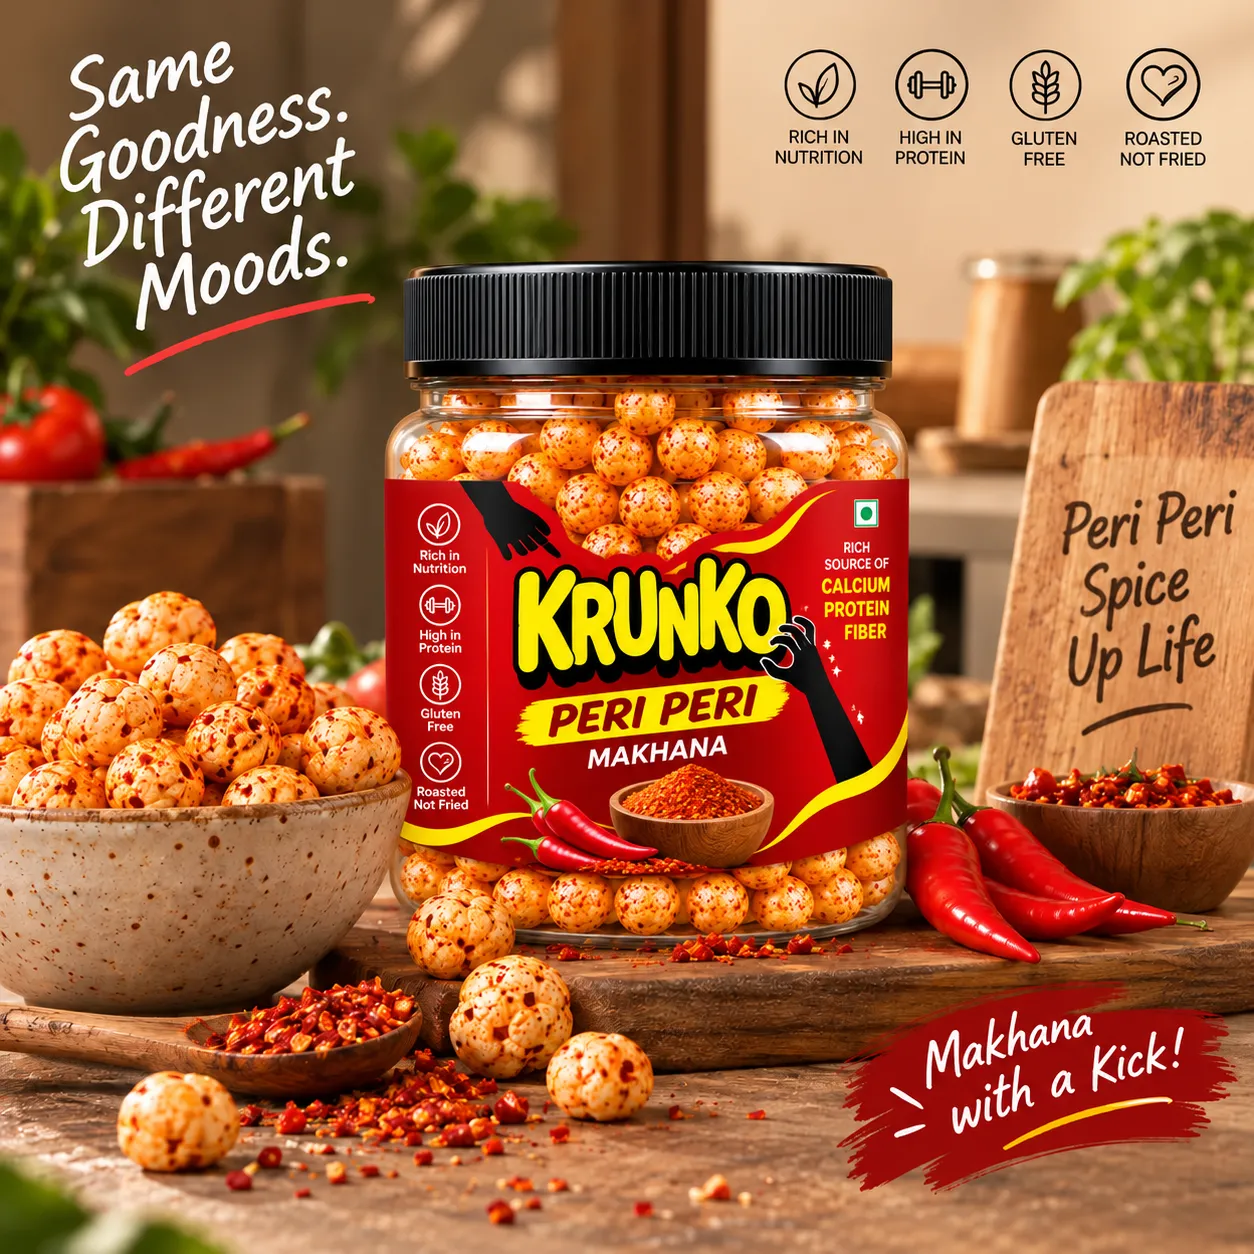 Same
Goodness.
Different
Moods.
RICH IN
NUTRITION
HIGH IN
PROTEIN
GLUTEN
FREE
ROASTED
NOT FRIED
Rich in
Nutrition
High in
Protein
Gluten
Free
Roasted
Not Fried
KRUNKO
PERI PERI
MAKHANA
RICH
SOURCE OF
CALCIUM
PROTEIN
FIBER
Peri Peri
Spice
Up Life
Makhana
with a Kick!